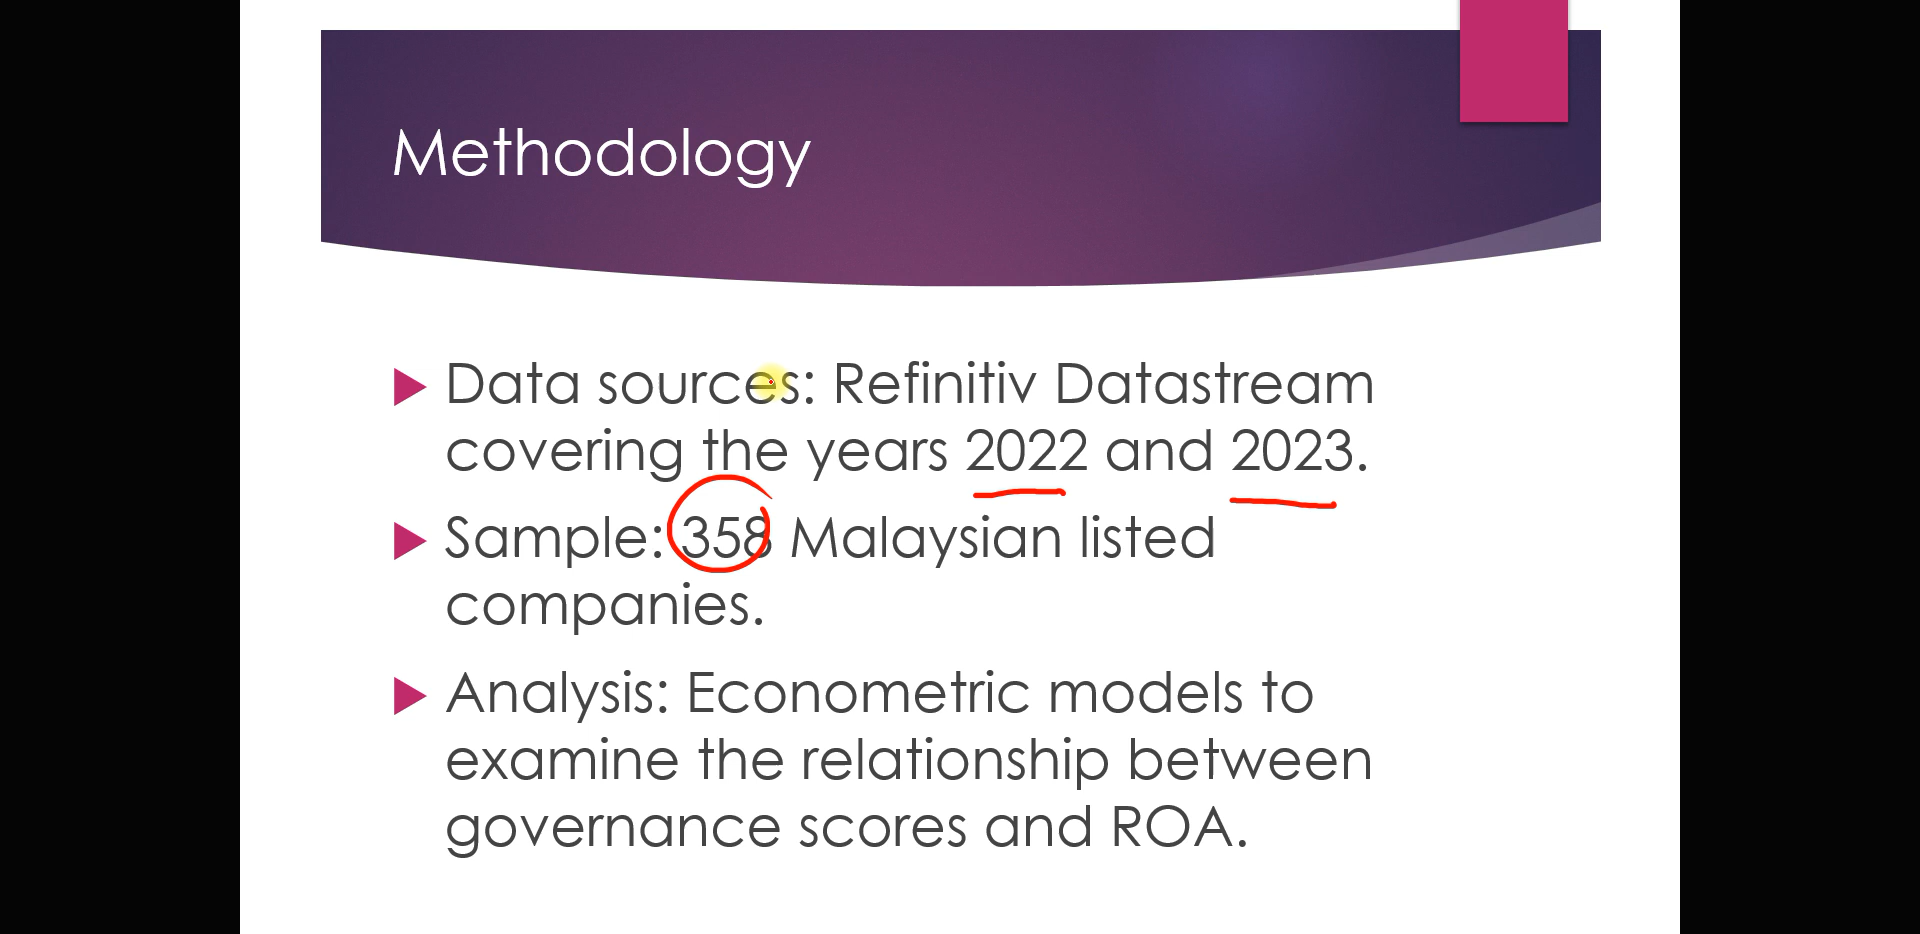 Methodology
Data sources: Refinitiv Datastream
covering the years 2022 and 2023.
Sample: 358 Malaysian listed
companies.
Analysis: Econometric models to
examine the relationship between
governance scores and ROA.